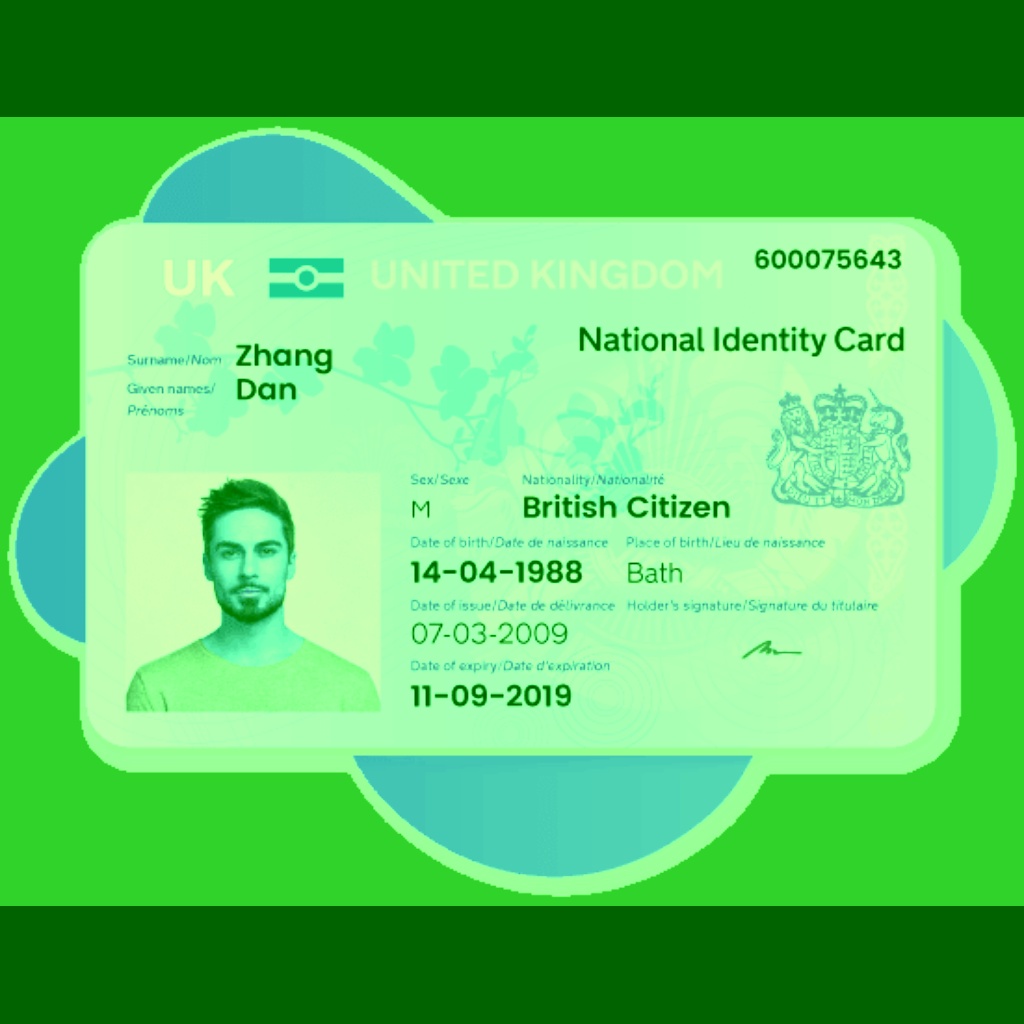 UK UNITED KINGDOM 600075643
National Identity Card
Surname/Nom Zhang
Given names/ Dan
Prénoms
Sex/Sexe Nationality/Nationalité
M British Citizen
Date of birth/Date de naissance Place of birth/Lieu de naissance
14-04-1988 Bath
Date of issue/Date de délivrance Holder's signature/Signature du titulaire
07-03-2009
Date of expiry/Date d'expiration
11-09-2019